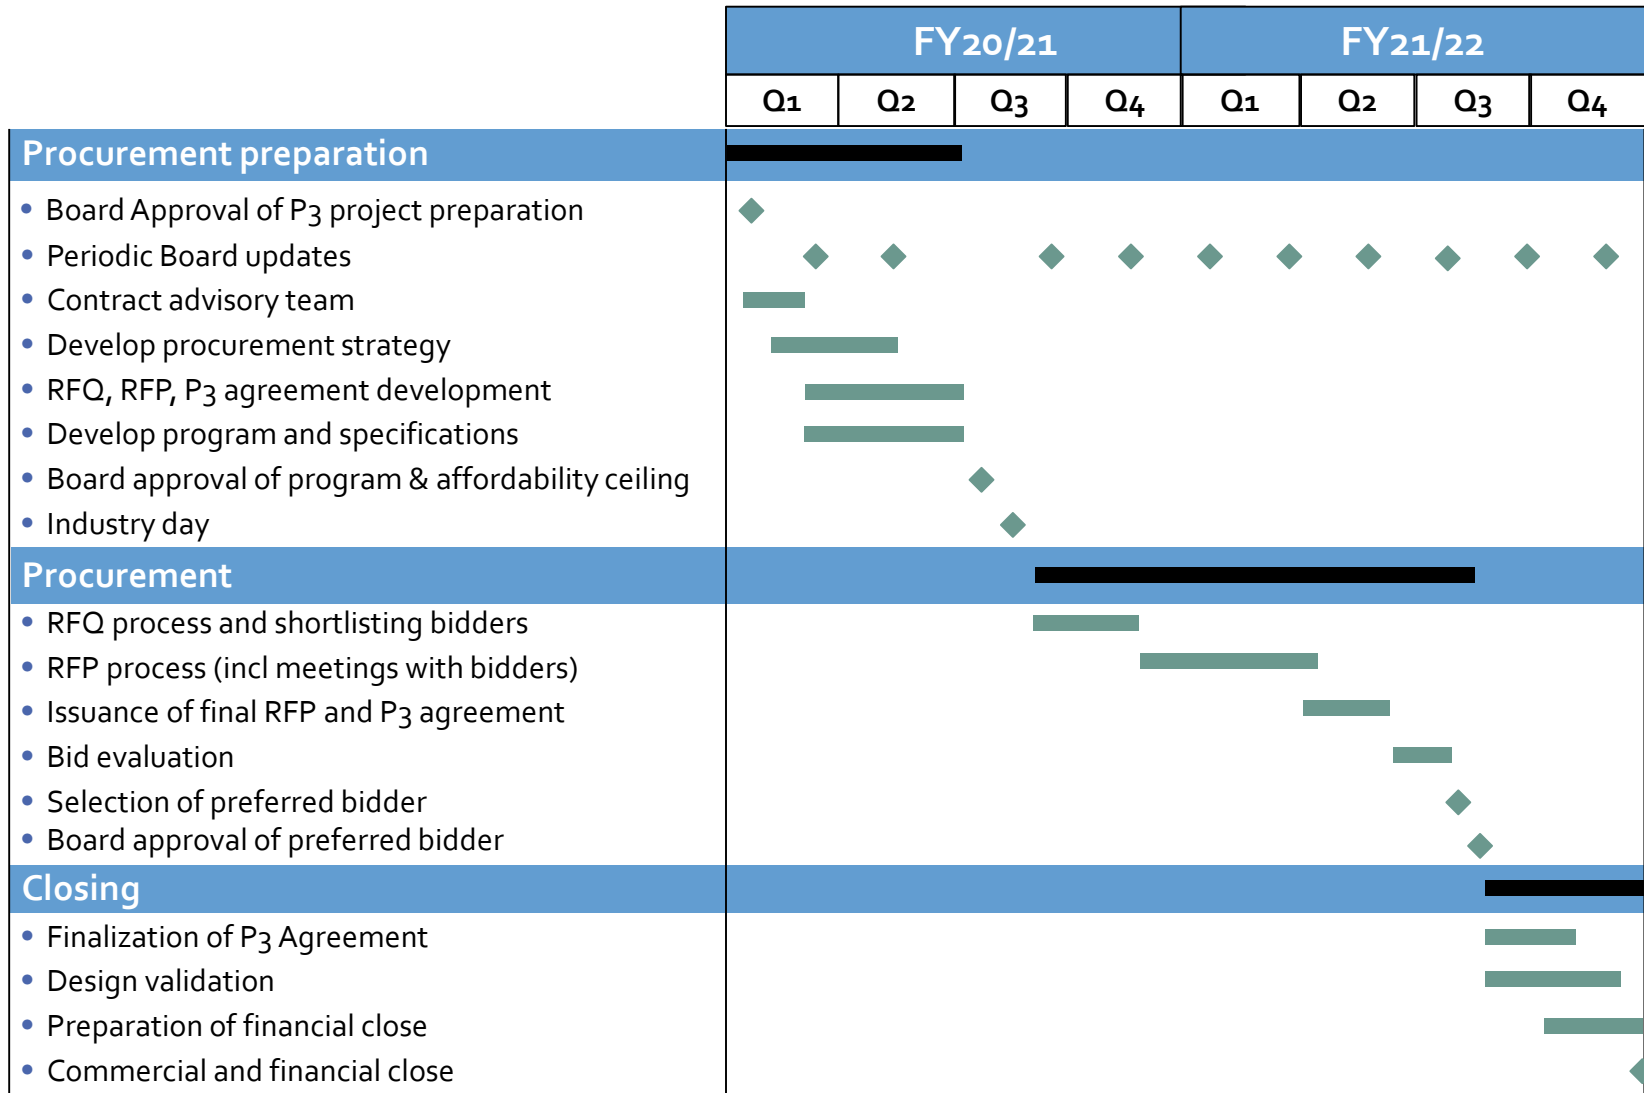 FY20/21 FY21/22
Q1 Q2 Q3 Q4 Q1 Q2 Q3 Q4
Procurement preparation
• Board Approval of P3 project preparation
• Periodic Board updates
• Contract advisory team
• Develop procurement strategy
• RFQ, RFP, P3 agreement development
• Develop program and specifications
• Board approval of program & affordability ceiling
• Industry day
Procurement
• RFQ process and shortlisting bidders
• RFP process (incl meetings with bidders)
• Issuance of final RFP and P3 agreement
• Bid evaluation
• Selection of preferred bidder
• Board approval of preferred bidder
Closing
• Finalization of P3 Agreement
• Design validation
• Preparation of financial close
• Commercial and financial close